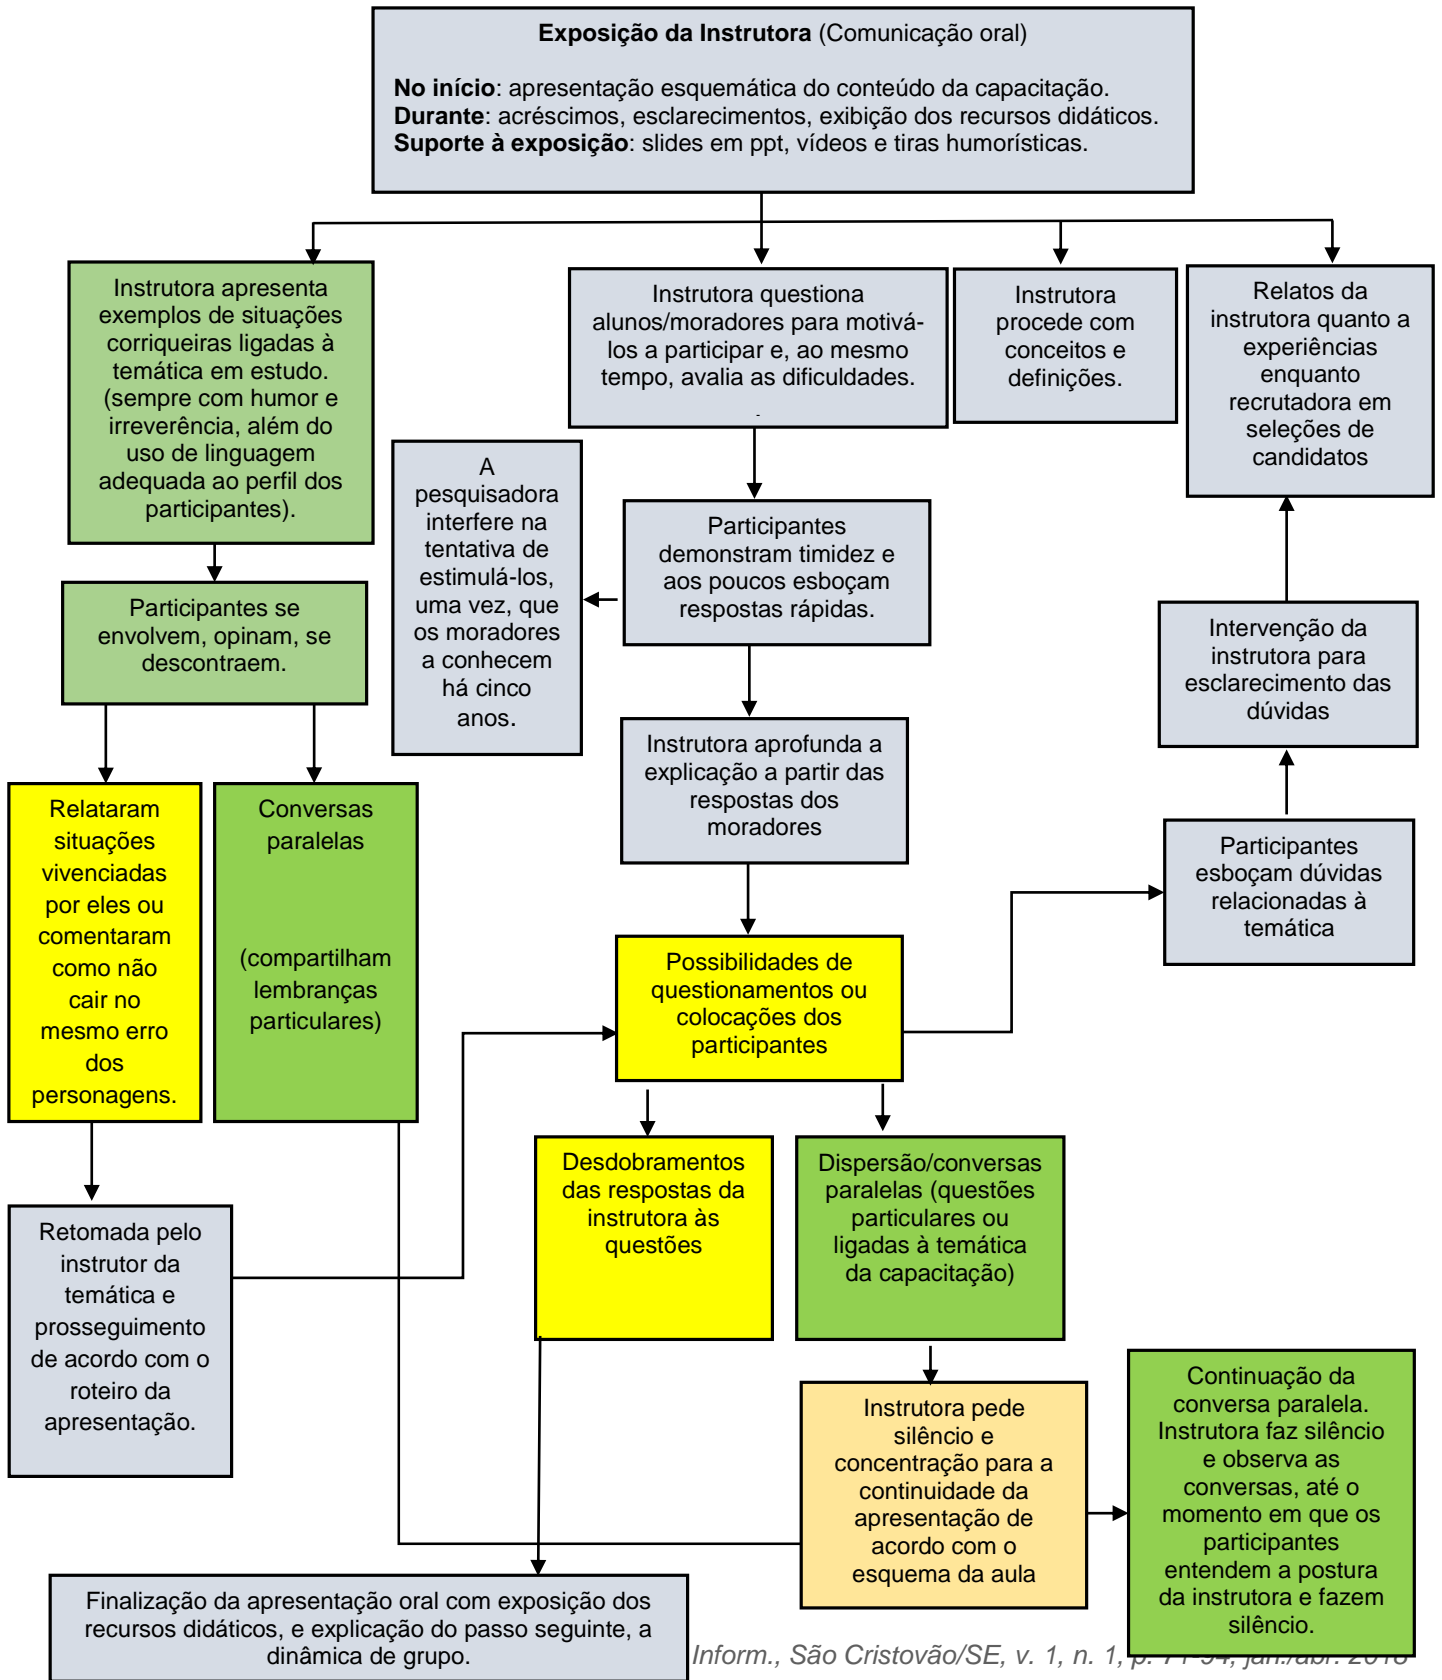 Exposição da Instrutora (Comunicação oral)
No início: apresentação esquemática do conteúdo da capacitação.
Durante: acréscimos, esclarecimentos, exibição dos recursos didáticos.
Suporte à exposição: slides em ppt, vídeos e tiras humorísticas.
Instrutora apresenta
exemplos de situações
corriqueiras ligadas à
temática em estudo.
(sempre com humor e
irreverência, além do
uso de linguagem
adequada ao perfil dos
participantes).
Instrutora questiona
alunos/moradores para motivá-
los a participar e, ao mesmo
tempo, avalia as dificuldades.
.
Instrutora
procede com
conceitos e
definições.
Relatos da
instrutora quanto a
experiências
enquanto
recrutadora em
seleções de
candidatos
A
pesquisadora
interfere na
tentativa de
estimulá-los,
uma vez, que
os moradores
a conhecem
há cinco
anos.
Participantes
demonstram timidez e
aos poucos esboçam
respostas rápidas.
Participantes se
envolvem, opinam, se
descontraem.
Intervenção da
instrutora para
esclarecimento das
dúvidas
Instrutora aprofunda a
explicação a partir das
respostas dos
moradores
Relataram
situações
vivenciadas
por eles ou
comentaram
como não
cair no
mesmo erro
dos
personagens.
Conversas
paralelas
(compartilham
lembranças
particulares)
Participantes
esboçam dúvidas
relacionadas à
temática
Possibilidades de
questionamentos ou
colocações dos
participantes
Desdobramentos
das respostas da
instrutora às
questões
Dispersão/conversas
paralelas (questões
particulares ou
ligadas à temática
da capacitação)
Retomada pelo
instrutor da
temática e
prosseguimento
de acordo com o
roteiro da
apresentação.
Instrutora pede
silêncio e
concentração para a
continuidade da
apresentação de
acordo com o
esquema da aula
Continuação da
conversa paralela.
Instrutora faz silêncio
e observa as
conversas, até o
momento em que os
participantes
entendem a postura
da instrutora e fazem
silêncio.
Finalização da apresentação oral com exposição dos
recursos didáticos, e explicação do passo seguinte, a
dinâmica de grupo.
Inform., São Cristovão/SE, v. 1, n. 1,